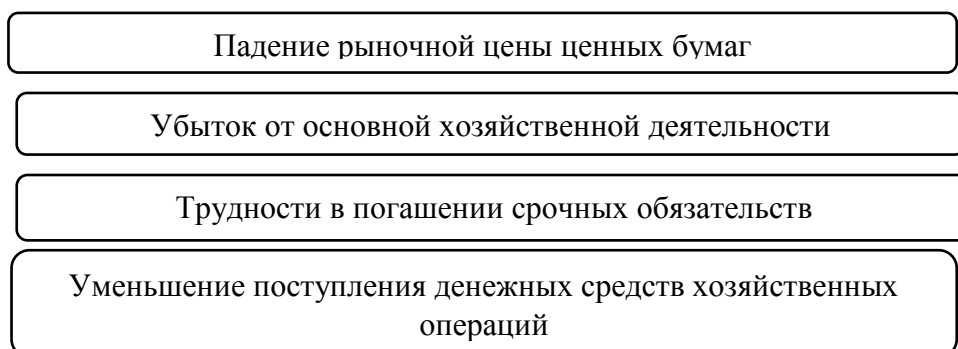 Падение рыночной цены ценных бумаг
Убыток от основной хозяйственной деятельности
Трудности в погашении срочных обязательств
Уменьшение поступления денежных средств хозяйственных
операций